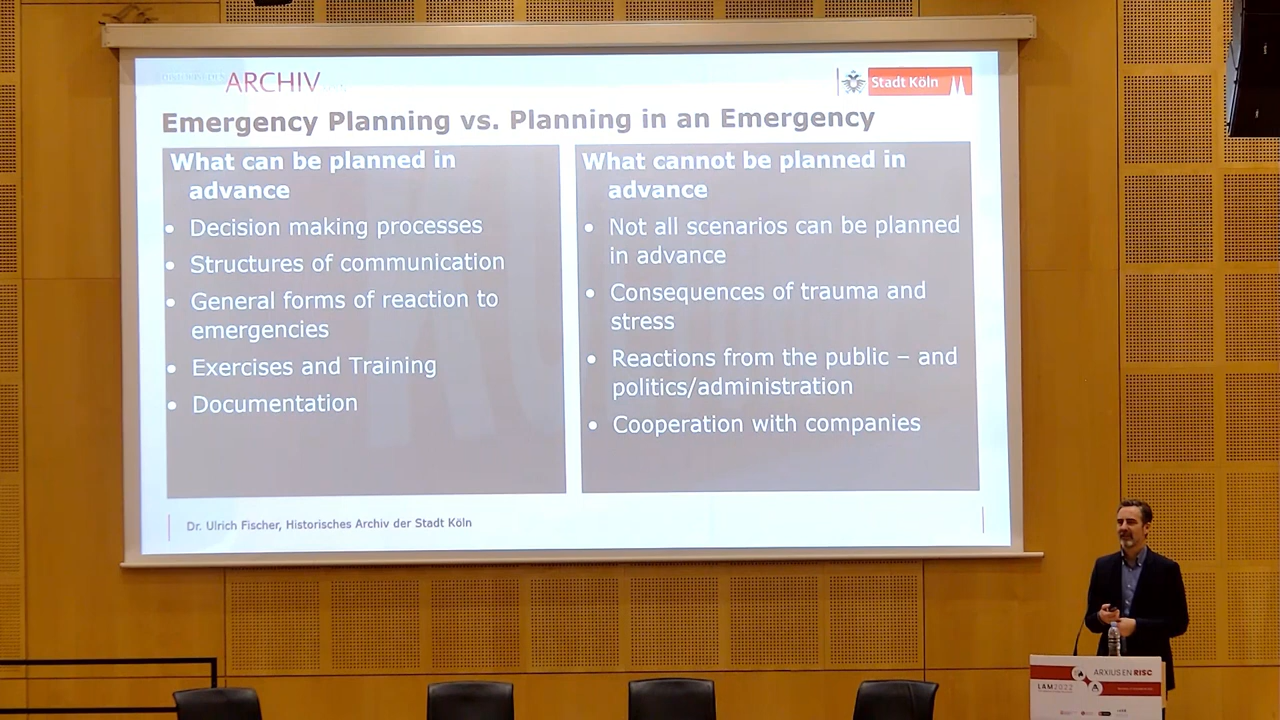 ARCHIV
Stadt Köln
Emergency Planning vs. Planning in an Emergency
What can be planned in
advance
• Decision making processes
• Structures of communication
• General forms of reaction to
emergencies
• Exercises and Training
• Documentation
What cannot be planned in
advance
• Not all scenarios can be planned
in advance
• Consequences of trauma and
stress
• Reactions from the public – and
politics/administration
• Cooperation with companies
Dr. Ulrich Fischer, Historisches Archiv der Stadt Köln
ARXIUS EN RISC
LAM2022
A